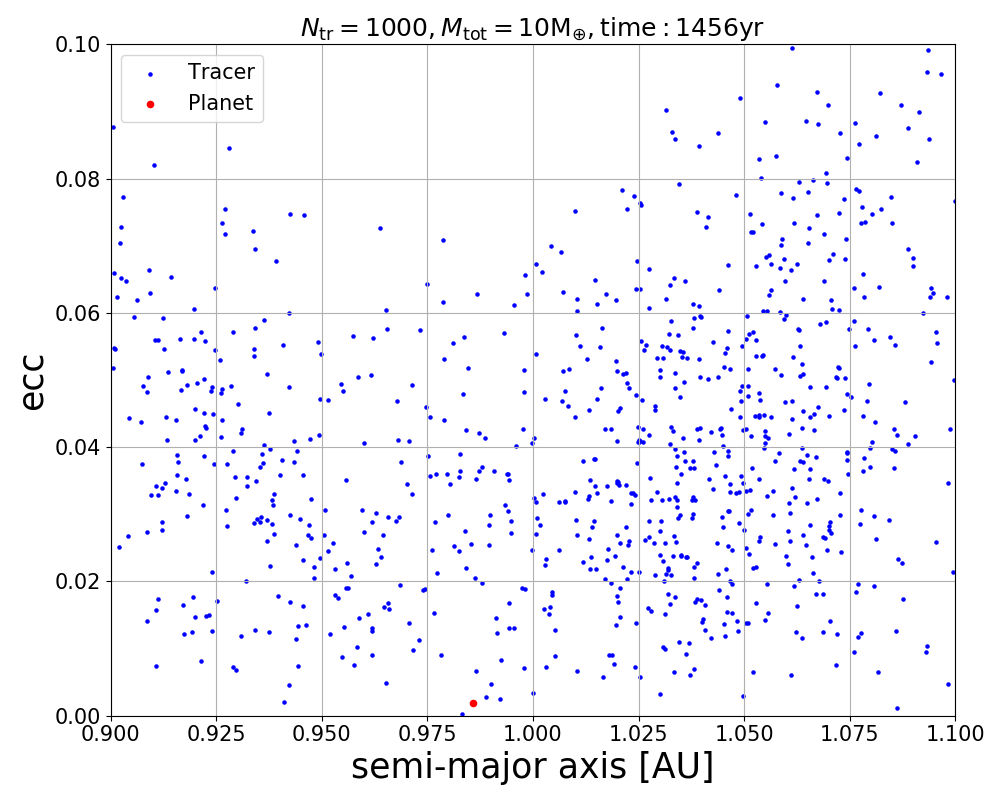 N_tr = 1000, M_tot = 10M_⊕, time : 1456yr
Tracer
Planet
0.10
0.08
0.06
0.04
0.02
0.00
ecc
0.900 0.925 0.950 0.975 1.000 1.025 1.050 1.075 1.100
semi-major axis [AU]